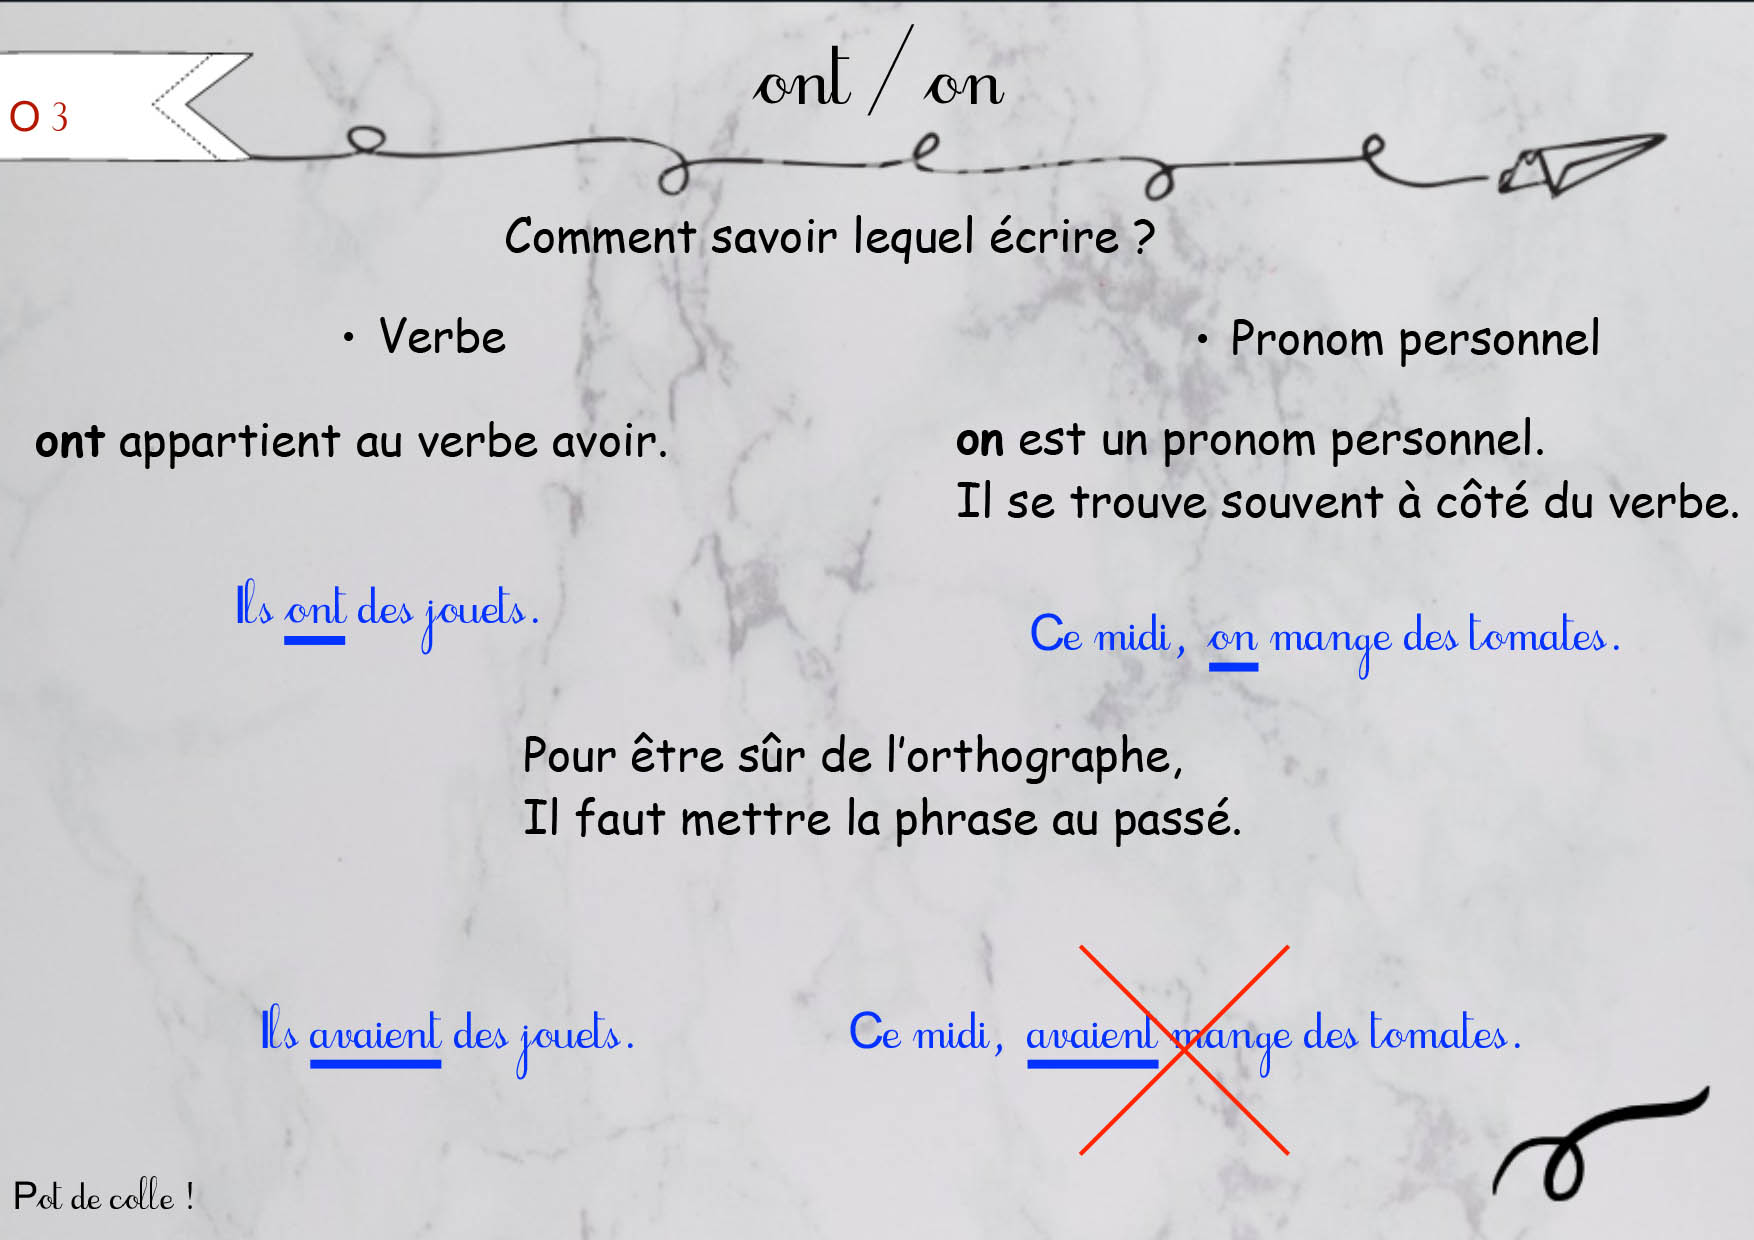 O 3
ont / on
Comment savoir lequel écrire ?
• Verbe
ont appartient au verbe avoir.
Ils ont des jouets.
• Pronom personnel
on est un pronom personnel.
Il se trouve souvent à côté du verbe.
Ce midi, on mange des tomates.
Pour être sûr de l'orthographe,
Il faut mettre la phrase au passé.
Ils avaient des jouets.
Ce midi, avaient mange des tomates.
Pot de colle !